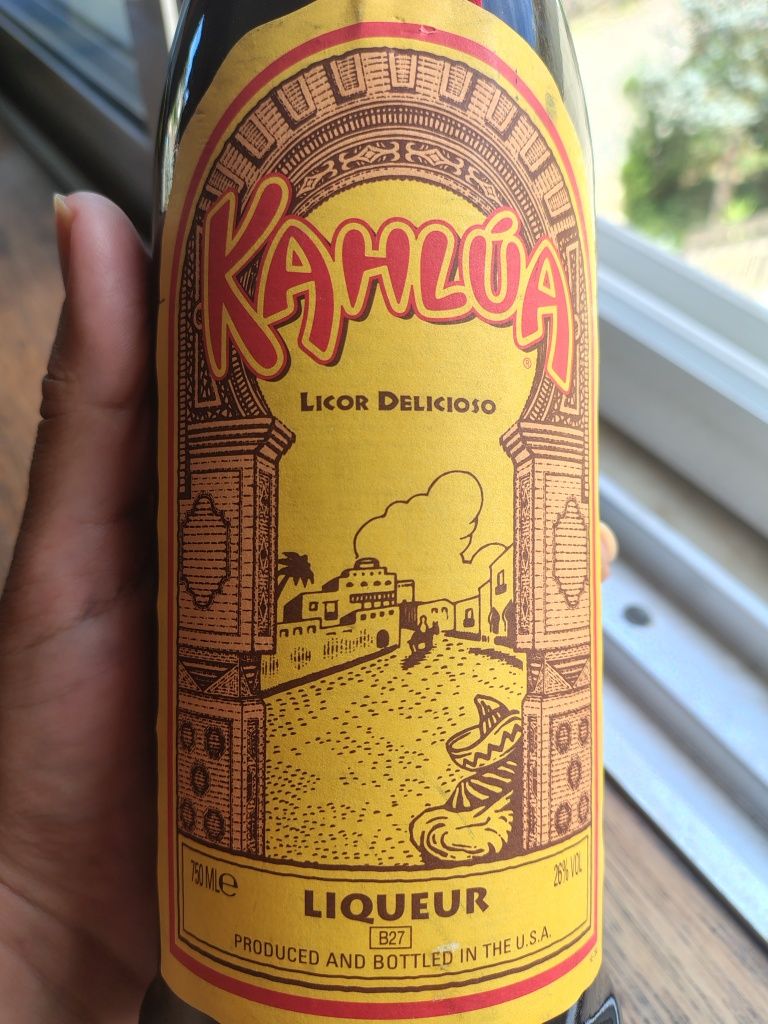 KAHLÚA
®
LICOR DELICIOSO
750 ML℮
26% VOL
LIQUEUR
B27
PRODUCED AND BOTTLED IN THE U.S.A.